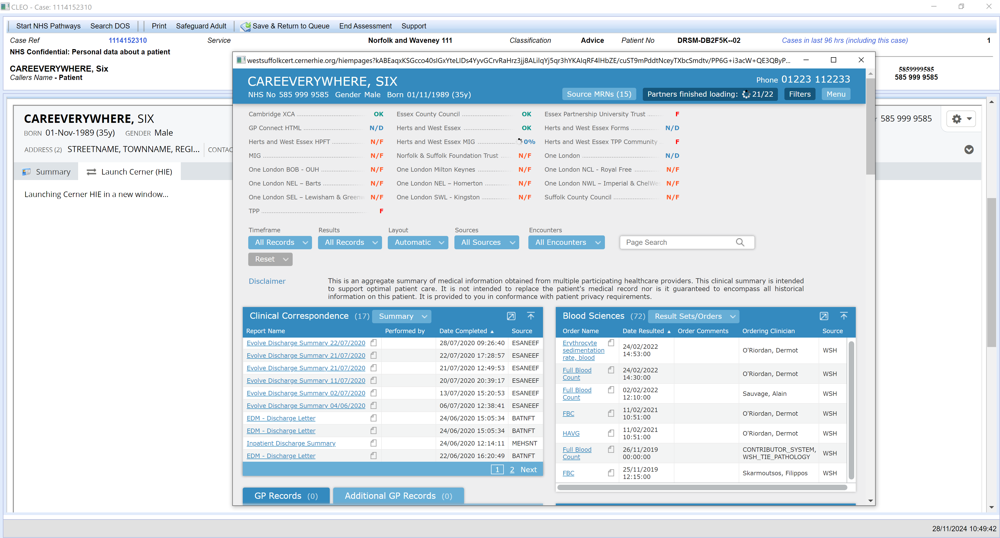 CLEO - Case: 1114152310
Start NHS Pathways Search DOS Print Safeguard Adult Save & Return to Queue End Assessment Support
Case Ref 1114152310 Service Norfolk and Waveney 111 Classification Advice Patient No DRSM-DB2F5K--02 Cases in last 96 hrs (including this case) 1
NHS Confidential: Personal data about a patient
CAREEVERYWHERE, Six
Callers Name - Patient
5859999585
585 999 9585
CAREEVERYWHERE, SIX
585 999 9585
BORN 01-Nov-1989 (35y) GENDER Male
ADDRESS (2) STREETNAME, TOWNNAME, REGI...
Summary Launch Cerner (HIE)
Launching Cerner HIE in a new window...
CAREEVERYWHERE, SIX
Phone 01223 112233
NHS No 585 999 9585 Gender Male Born 01/11/1989 (35y)
Source MRNs (15) Partners finished loading: 21/22 Filters Menu
Cambridge XCA OK Essex County Council OK Essex Partnership University Trust F
GP Connect HTML N/D Herts and West Essex OK Herts and West Essex Forms N/D
Herts and West Essex HPFT N/F Herts and West Essex MIG 0% Herts and West Essex TPP Community F
MIG N/F Norfolk & Suffolk Foundation Trust N/F One London N/D
One London BOB - OUH N/F One London Milton Keynes N/F One London NCL - Royal Free N/F
One London NEL – Barts N/F One London NEL – Homerton N/F One London NWL – Imperial & ChelWes N/F
One London SEL – Lewisham & Greenw N/F One London SWL - Kingston N/F Suffolk County Council N/F
TPP F
Timeframe Results Layout Sources Encounters
All Records All Records Automatic All Sources All Encounters Page Search
Reset
Disclaimer
This is an aggregate summary of medical information obtained from multiple participating healthcare providers. This clinical summary is intended
to support optimal patient care. It is not intended to replace the patient's medical record nor is it guaranteed to encompass all historical
information on this patient. It is provided to you in conformance with patient privacy requirements.
Clinical Correspondence (17) Summary
Report Name Performed by Date Completed Source
Evolve Discharge Summary 22/07/2020 28/07/2020 09:26:40 ESANEEF
Evolve Discharge Summary 21/07/2020 22/07/2020 17:28:57 ESANEEF
Evolve Discharge Summary 21/07/2020 21/07/2020 12:49:53 ESANEEF
Evolve Discharge Summary 11/07/2020 20/07/2020 20:39:17 ESANEEF
Evolve Discharge Summary 02/07/2020 13/07/2020 15:20:53 ESANEEF
Evolve Discharge Summary 04/06/2020 06/07/2020 12:38:41 ESANEEF
EDM - Discharge Letter 24/06/2020 15:05:34 BATNFT
EDM - Discharge Letter 24/06/2020 15:05:34 BATNFT
Inpatient Discharge Summary 24/06/2020 12:14:11 MEHSNT
EDM - Discharge Letter 22/06/2020 16:20:49 BATNFT
1 2 Next
GP Records (0) Additional GP Records (0)
Blood Sciences (72) Result Sets/Orders
Order Name Date Resulted Order Comments Ordering Clinician Source
Erythrocyte
sedimentation
rate, blood
24/02/2022
14:53:00
O'Riordan, Dermot WSH
Full Blood
Count
24/02/2022
14:30:00
O'Riordan, Dermot WSH
Full Blood
Count
02/02/2022
12:10:00
Sauvage, Alain WSH
FBC
11/02/2021
10:51:00
O'Riordan, Dermot WSH
HAVG
11/02/2021
10:51:00
O'Riordan, Dermot WSH
Full Blood
Count
26/11/2019
00:00:00
CONTRIBUTOR_SYSTEM,
WSH_TIE_PATHOLOGY
WSH
FBC
25/11/2019
12:15:00
Skarmoutsos, Filippos WSH
28/11/2024 10:49:42